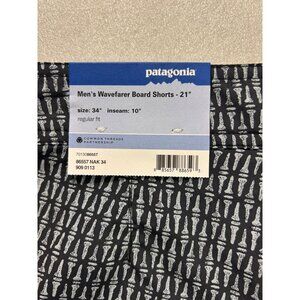 patagonia
Men's Wavefarer Board Shorts - 21"
size: 34" inseam: 10"
regular fit
COMMON THREADS
PARTNERSHIP
86657 NAK 34
909 0113